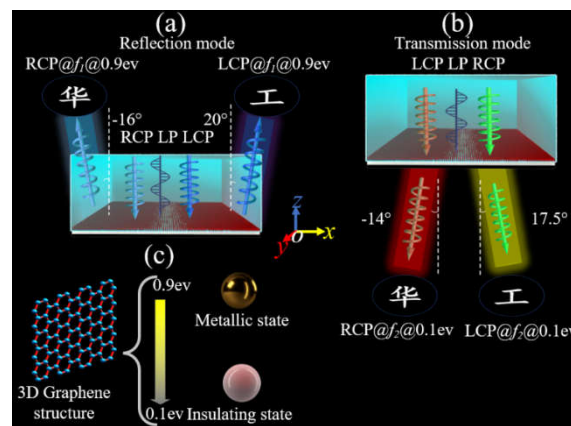 (a)
Reflection mode
RCP@f1@0.9ev
LCP@f1@0.9ev
华
工
-16°
20°
RCP LP LCP
(b)
Transmission mode
LCP LP RCP
-14°
17.5°
华
工
RCP@f2@0.1ev
LCP@f2@0.1ev
z
o
x
y
(c)
0.9ev
Metallic state
3D Graphene
structure
0.1ev
Insulating state